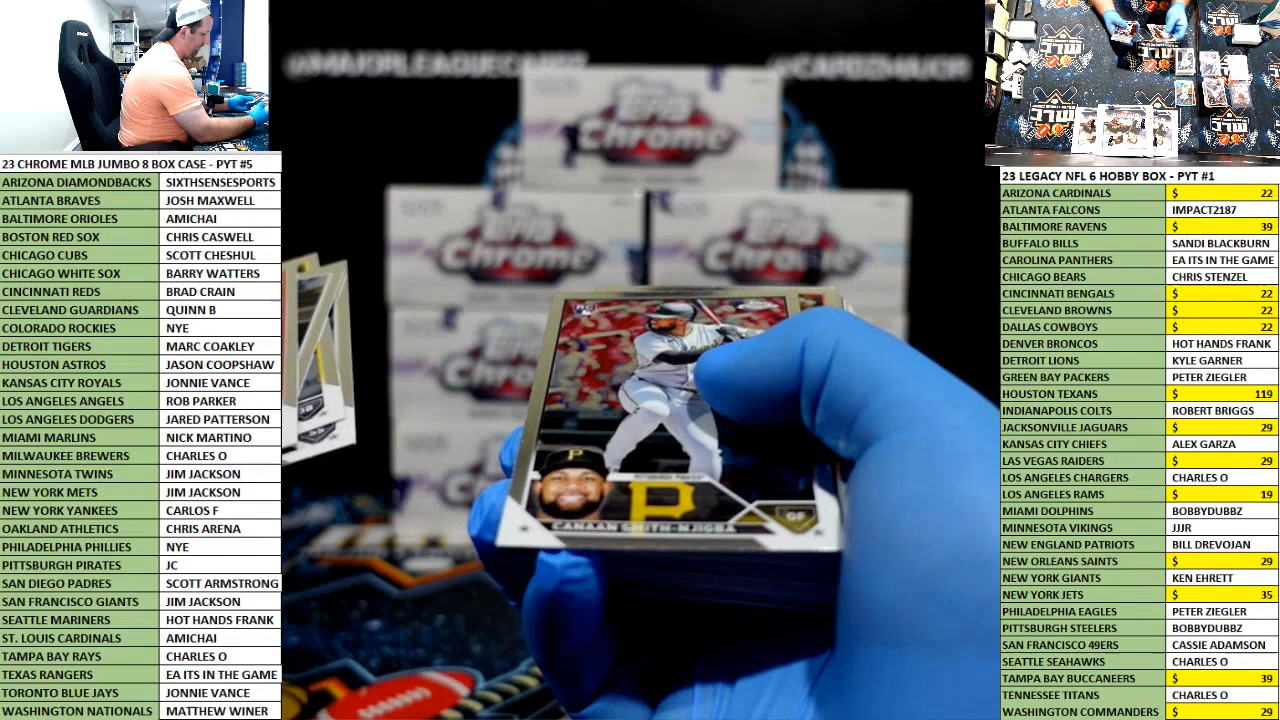 23 CHROME MLB JUMBO 8 BOX CASE - PYT #5
ARIZONA DIAMONDBACKS SIXTHSENSESPORTS
ATLANTA BRAVES JOSH MAXWELL
BALTIMORE ORIOLES AMICHAI
BOSTON RED SOX CHRIS CASWELL
CHICAGO CUBS SCOTT CHESHUL
CHICAGO WHITE SOX BARRY WATTERS
CINCINNATI REDS BRAD CRAIN
CLEVELAND GUARDIANS QUINN B
COLORADO ROCKIES NYE
DETROIT TIGERS MARC COAKLEY
HOUSTON ASTROS JASON COOPSHAW
KANSAS CITY ROYALS JONNIE VANCE
LOS ANGELES ANGELS ROB PARKER
LOS ANGELES DODGERS JARED PATTERSON
MIAMI MARLINS NICK MARTINO
MILWAUKEE BREWERS CHARLES O
MINNESOTA TWINS JIM JACKSON
NEW YORK METS JIM JACKSON
NEW YORK YANKEES CARLOS F
OAKLAND ATHLETICS CHRIS ARENA
PHILADELPHIA PHILLIES NYE
PITTSBURGH PIRATES JC
SAN DIEGO PADRES SCOTT ARMSTRONG
SAN FRANCISCO GIANTS JIM JACKSON
SEATTLE MARINERS HOT HANDS FRANK
ST. LOUIS CARDINALS AMICHAI
TAMPA BAY RAYS CHARLES O
TEXAS RANGERS EA ITS IN THE GAME
TORONTO BLUE JAYS JONNIE VANCE
WASHINGTON NATIONALS MATTHEW WINER
Topps
Chrome
Chrome
Chrome
RC
P
PITTSBURGH PIRATES
P
OF
CANAAN SMITH-NJIGBA
23 LEGACY NFL 6 HOBBY BOX - PYT #1
ARIZONA CARDINALS $ 22
ATLANTA FALCONS IMPACT2187
BALTIMORE RAVENS $ 39
BUFFALO BILLS SANDI BLACKBURN
CAROLINA PANTHERS EA ITS IN THE GAME
CHICAGO BEARS CHRIS STENZEL
CINCINNATI BENGALS $ 22
CLEVELAND BROWNS $ 22
DALLAS COWBOYS $ 22
DENVER BRONCOS HOT HANDS FRANK
DETROIT LIONS KYLE GARNER
GREEN BAY PACKERS PETER ZIEGLER
HOUSTON TEXANS $ 119
INDIANAPOLIS COLTS ROBERT BRIGGS
JACKSONVILLE JAGUARS $ 29
KANSAS CITY CHIEFS ALEX GARZA
LAS VEGAS RAIDERS $ 29
LOS ANGELES CHARGERS CHARLES O
LOS ANGELES RAMS $ 19
MIAMI DOLPHINS BOBBYDUBBZ
MINNESOTA VIKINGS JJJR
NEW ENGLAND PATRIOTS BILL DREVOJAN
NEW ORLEANS SAINTS $ 29
NEW YORK GIANTS KEN EHRETT
NEW YORK JETS $ 35
PHILADELPHIA EAGLES PETER ZIEGLER
PITTSBURGH STEELERS BOBBYDUBBZ
SAN FRANCISCO 49ERS CASSIE ADAMSON
SEATTLE SEAHAWKS CHARLES O
TAMPA BAY BUCCANEERS $ 39
TENNESSEE TITANS CHARLES O
WASHINGTON COMMANDERS $ 29